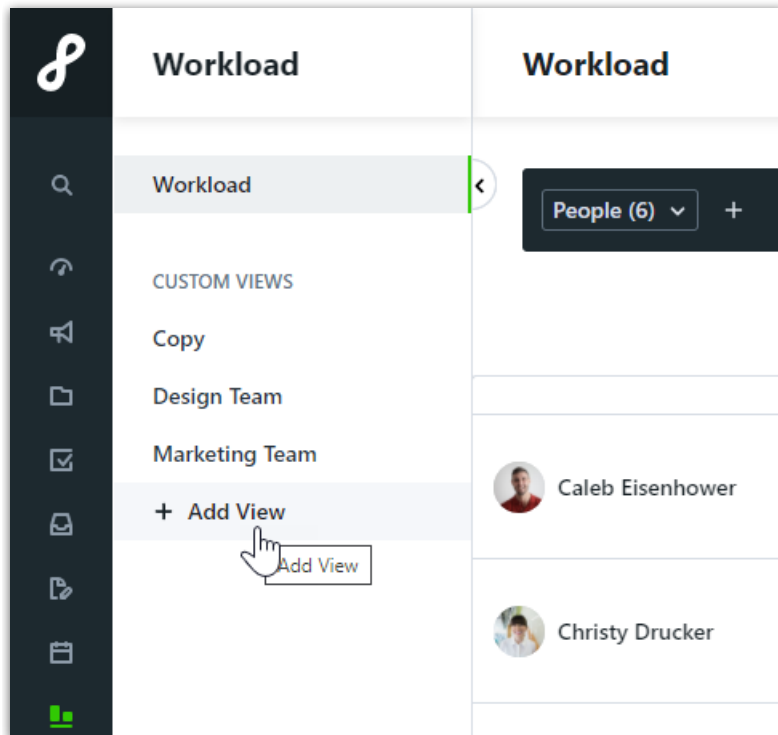 Workload
Workload
Workload
People (6)
+
CUSTOM VIEWS
Copy
Design Team
Marketing Team
+ Add View
Add View
Caleb Eisenhower
Christy Drucker